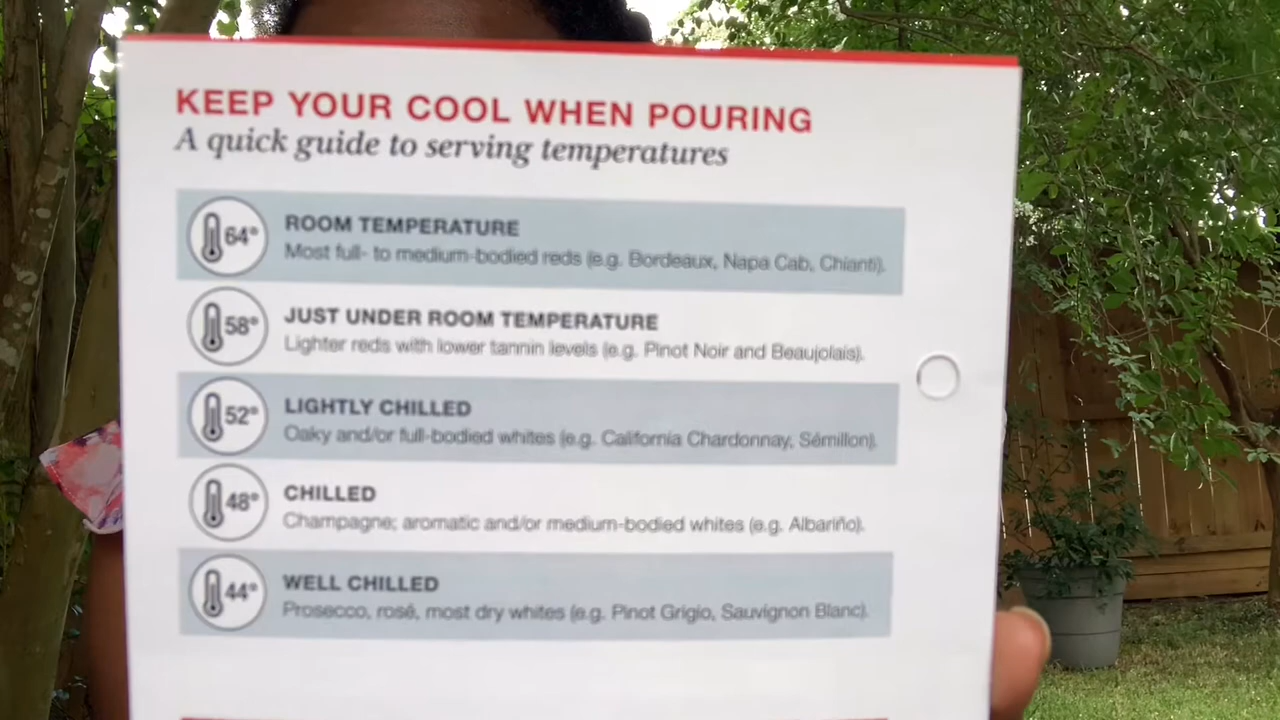 KEEP YOUR COOL WHEN POURING
A quick guide to serving temperatures
64°
ROOM TEMPERATURE
Most full- to medium-bodied reds (e.g. Bordeaux, Napa Cab, Chianti).
58°
JUST UNDER ROOM TEMPERATURE
Lighter reds with lower tannin levels (e.g. Pinot Noir and Beaujolais).
52°
LIGHTLY CHILLED
Oaky and/or full-bodied whites (e.g. California Chardonnay, Sémillon).
48°
CHILLED
Champagne; aromatic and/or medium-bodied whites (e.g. Albariño).
44°
WELL CHILLED
Prosecco, rosé, most dry whites (e.g. Pinot Grigio, Sauvignon Blanc).